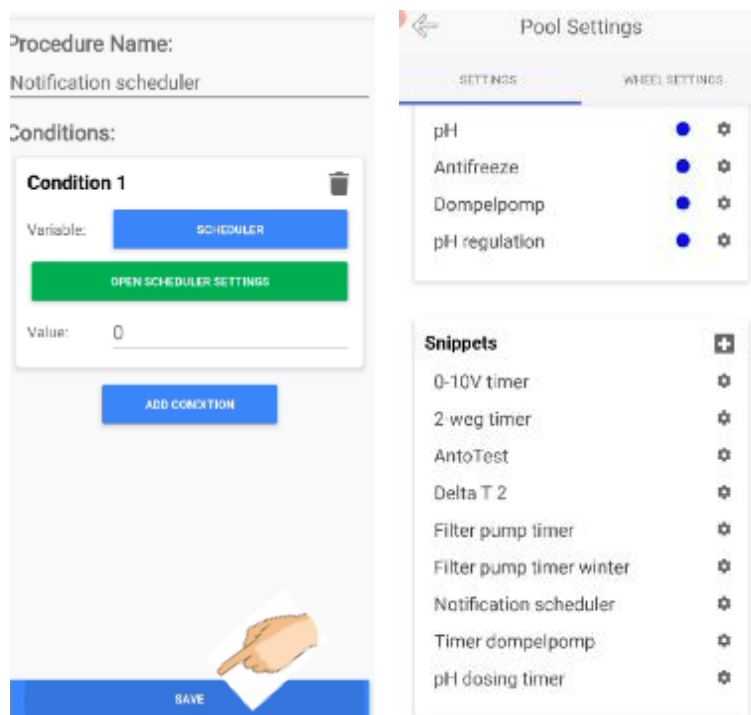 Procedure Name:
Notification scheduler
Conditions:
Condition 1
Variable: SCHEDULER
OPEN SCHEDULER SETTINGS
Value: 0
ADD CONDITION
SAVE
Pool Settings
SETTINGS WHEEL SETTINGS
pH
Antifreeze
Dompelpomp
pH regulation
Snippets
0-10V timer
2-weg timer
AntoTest
Delta T 2
Filter pump timer
Filter pump timer winter
Notification scheduler
Timer dompelpomp
pH dosing timer